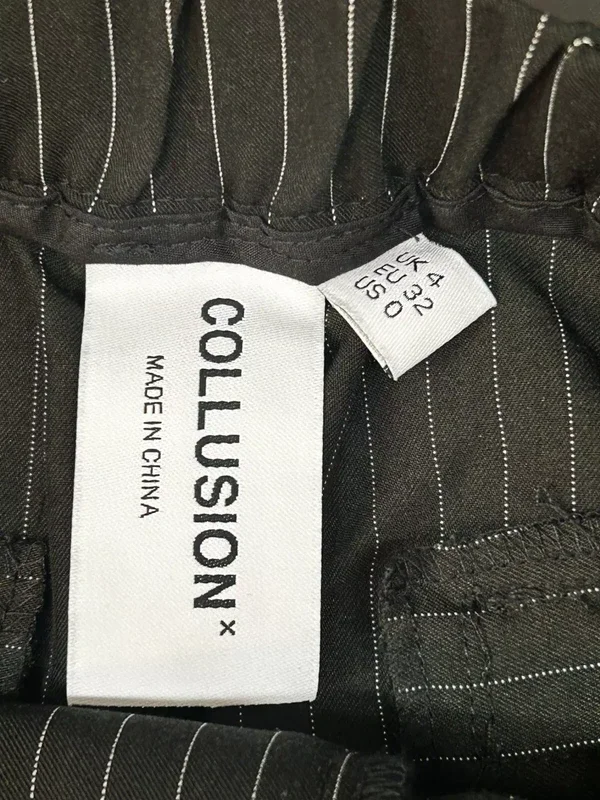 COLLUSION x
MADE IN CHINA
UK 4
EU 32
US 0